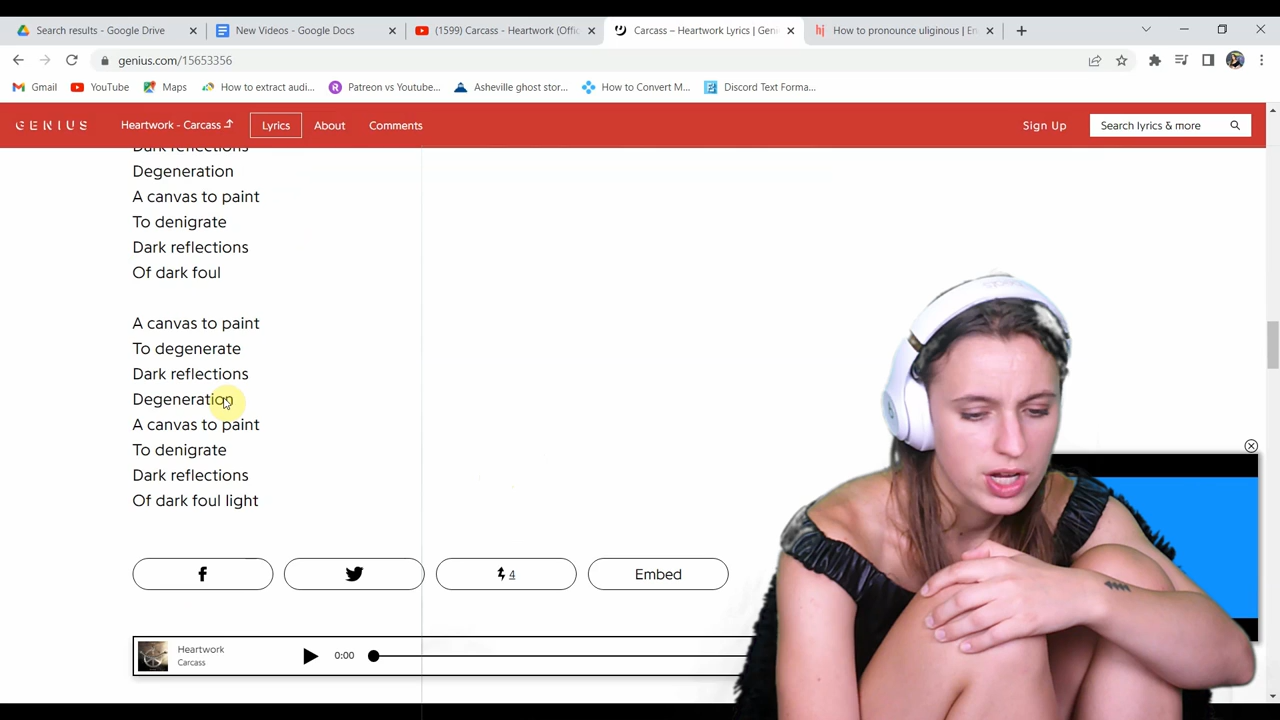 Search results - Google Drive
New Videos - Google Docs
(1599) Carcass - Heartwork (Offic
Carcass – Heartwork Lyrics | Geni
How to pronounce uliginous | En
genius.com/15653356
Gmail
YouTube
Maps
How to extract audi...
Patreon vs Youtube...
Asheville ghost stor...
How to Convert M...
Discord Text Forma...
GENIUS
Heartwork - Carcass
Lyrics
About
Comments
Sign Up
Search lyrics & more
Dark reflections
Degeneration
A canvas to paint
To denigrate
Dark reflections
Of dark foul
A canvas to paint
To degenerate
Dark reflections
Degeneration
A canvas to paint
To denigrate
Dark reflections
Of dark foul light
4
Embed
Heartwork
Carcass
0:00